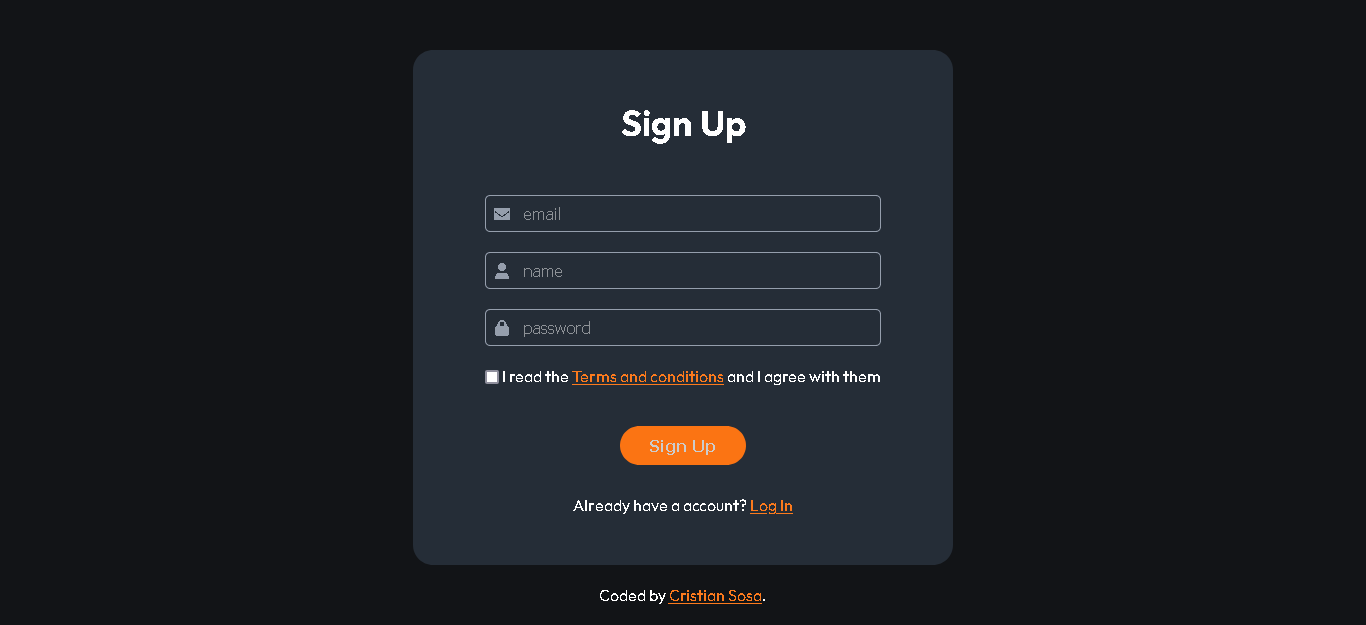 Sign Up
email
name
password
I read the Terms and conditions and I agree with them
Sign Up
Already have a account? Log In
Coded by Cristian Sosa.